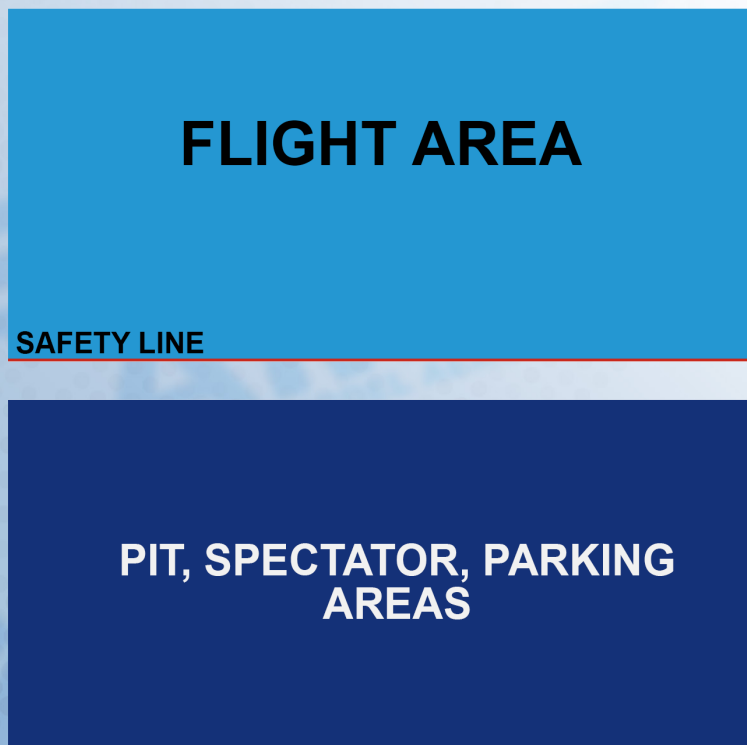 FLIGHT AREA
SAFETY LINE
PIT, SPECTATOR, PARKING
AREAS